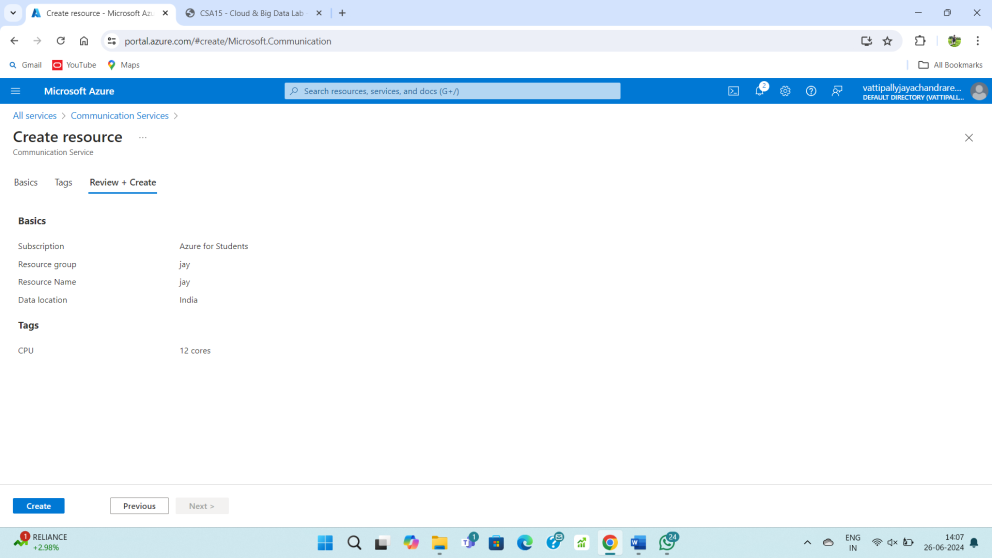 Create resource - Microsoft Azu
CSA15 - Cloud & Big Data Lab
portal.azure.com/#create/Microsoft.Communication
Gmail
YouTube
Maps
All Bookmarks
Microsoft Azure
Search resources, services, and docs (G+/)
2
vattipallyjayachandrare...
DEFAULT DIRECTORY (VATTIPALL...
All services > Communication Services >
Create resource ...
Communication Service
Basics Tags Review + Create
Basics
Subscription Azure for Students
Resource group jay
Resource Name jay
Data location India
Tags
CPU 12 cores
Create Previous Next >
1
RELIANCE
+2.98%
1
24
ENG
IN
14:07
26-06-2024